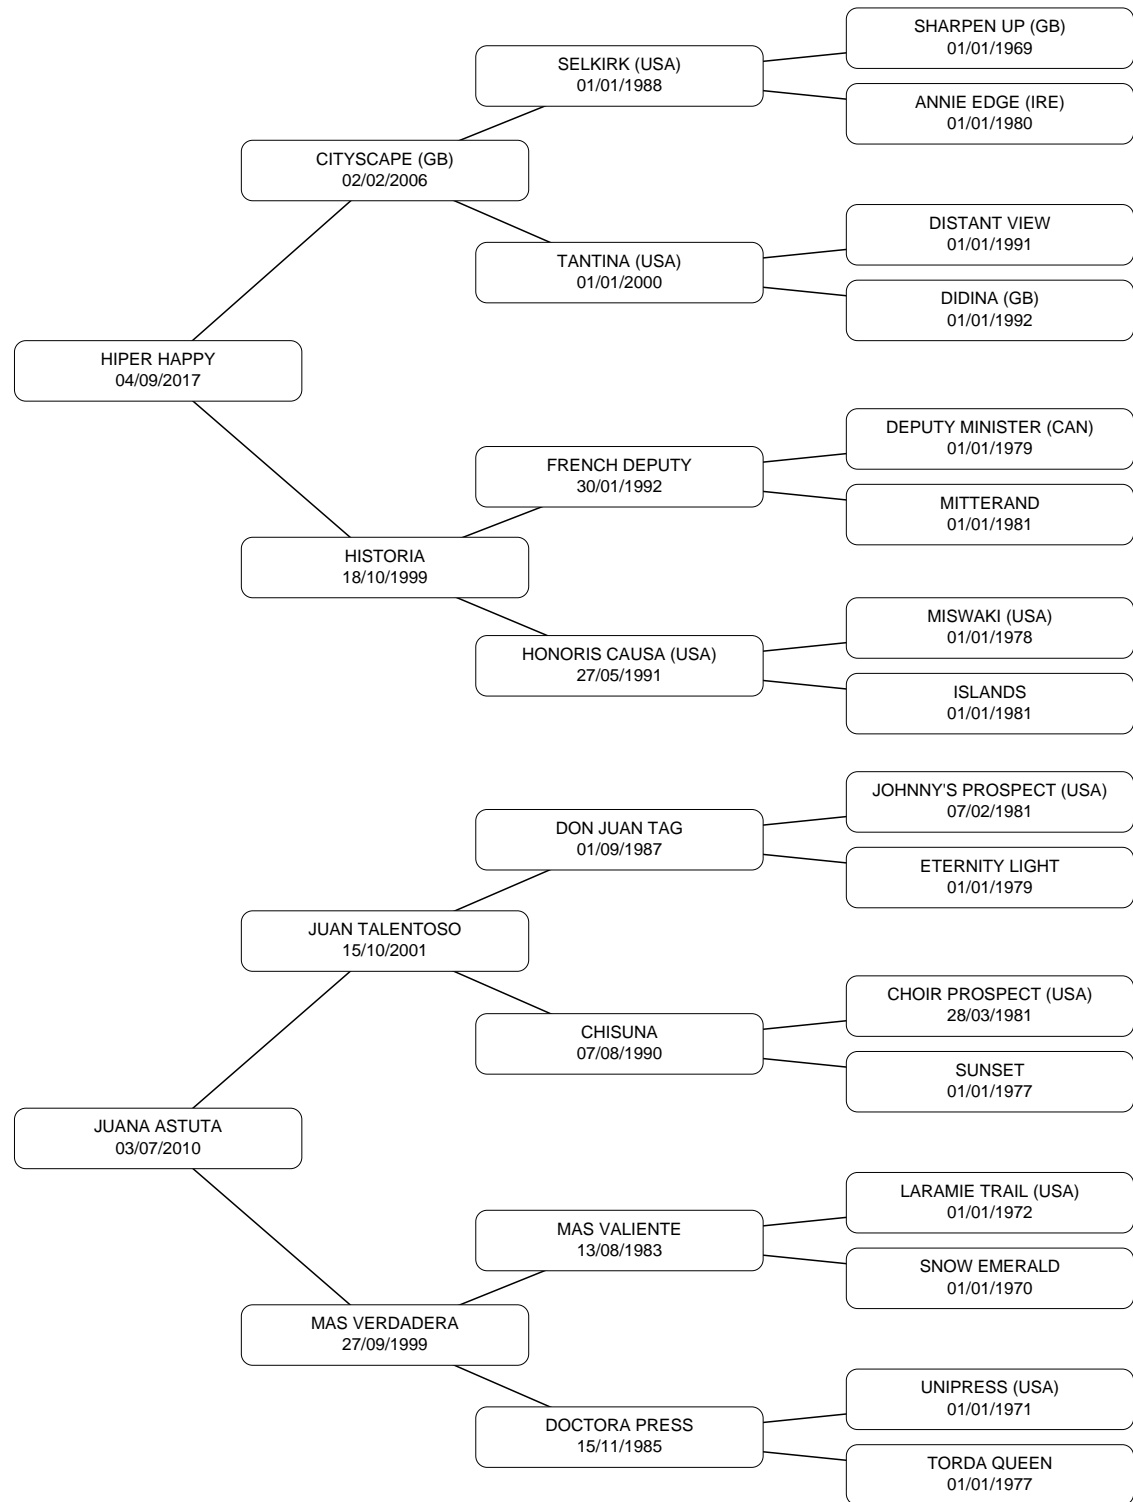 SHARPEN UP (GB)
01/01/1969
SELKIRK (USA)
01/01/1988
ANNIE EDGE (IRE)
01/01/1980
CITYSCAPE (GB)
02/02/2006
DISTANT VIEW
01/01/1991
TANTINA (USA)
01/01/2000
DIDINA (GB)
01/01/1992
HIPER HAPPY
04/09/2017
DEPUTY MINISTER (CAN)
01/01/1979
FRENCH DEPUTY
30/01/1992
MITTERAND
01/01/1981
HISTORIA
18/10/1999
MISWAKI (USA)
01/01/1978
HONORIS CAUSA (USA)
27/05/1991
ISLANDS
01/01/1981
JOHNNY'S PROSPECT (USA)
07/02/1981
DON JUAN TAG
01/09/1987
ETERNITY LIGHT
01/01/1979
JUAN TALENTOSO
15/10/2001
CHOIR PROSPECT (USA)
28/03/1981
CHISUNA
07/08/1990
SUNSET
01/01/1977
JUANA ASTUTA
03/07/2010
LARAMIE TRAIL (USA)
01/01/1972
MAS VALIENTE
13/08/1983
SNOW EMERALD
01/01/1970
MAS VERDADERA
27/09/1999
UNIPRESS (USA)
01/01/1971
DOCTORA PRESS
15/11/1985
TORDA QUEEN
01/01/1977